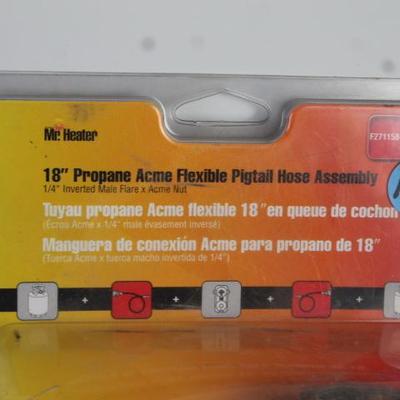 Mr. Heater
F271158
18" Propane Acme Flexible Pigtail Hose Assembly
1/4" Inverted Male Flare x Acme Nut
Tuyau propane Acme flexible 18" en queue de cochon
(Écrou Acme x 1/4" mâle évasement inversé)
Manguera de conexión Acme para propano de 18"
(Tuerca Acme x tuerca macho invertida de 1/4")
+ + + +